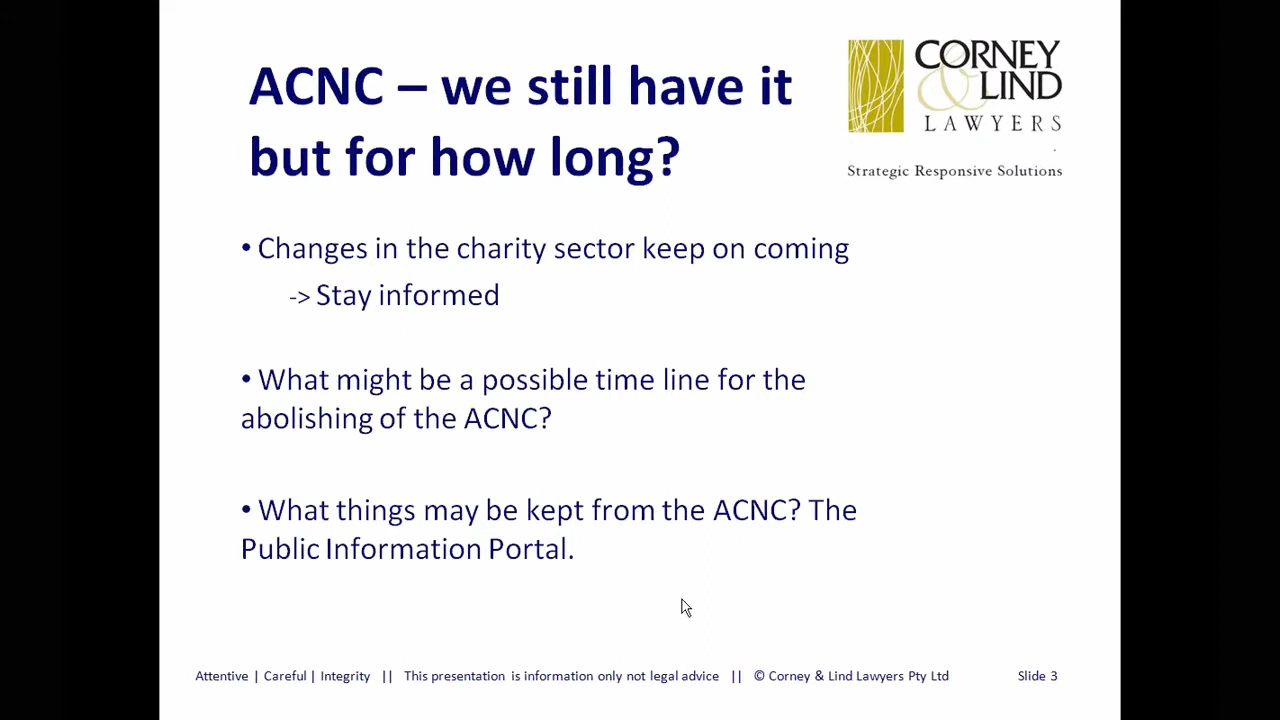 ACNC – we still have it
but for how long?
CORNEY
& LIND
LAWYERS
Strategic Responsive Solutions
• Changes in the charity sector keep on coming
-> Stay informed
• What might be a possible time line for the
abolishing of the ACNC?
• What things may be kept from the ACNC? The
Public Information Portal.
Attentive | Careful | Integrity || This presentation is information only not legal advice || © Corney & Lind Lawyers Pty Ltd Slide 3